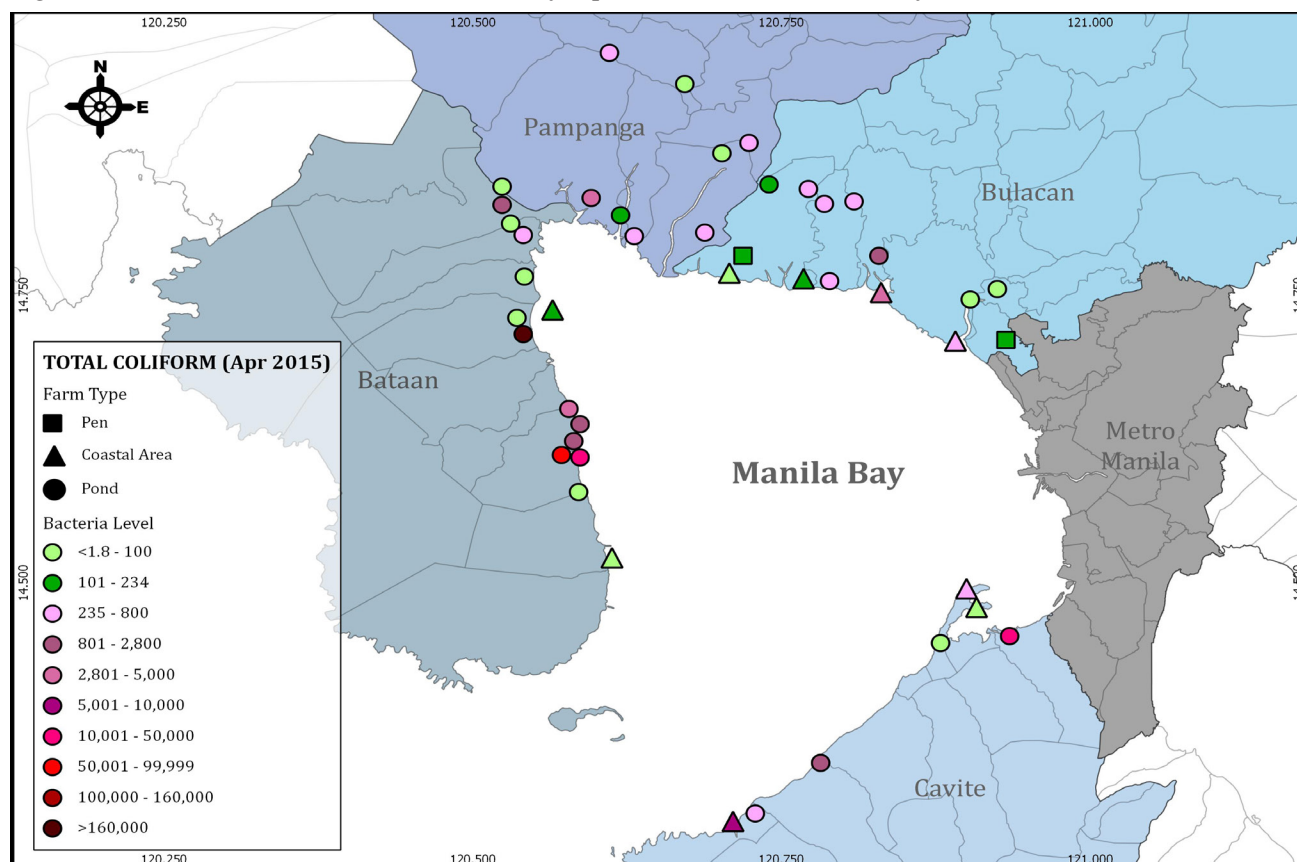 120.250
120.500
120.750
121.000
N
E
Pampanga
Bulacan
14.750
14.750
TOTAL COLIFORM (Apr 2015)
Farm Type
Pen
Coastal Area
Pond
Bacteria Level
<1.8 - 100
101 - 234
235 - 800
801 - 2,800
2,801 - 5,000
5,001 - 10,000
10,001 - 50,000
50,001 - 99,999
100,000 - 160,000
>160,000
Bataan
Metro
Manila
Manila Bay
14.500
14.500
Cavite
120.250
120.500
120.750
121.000